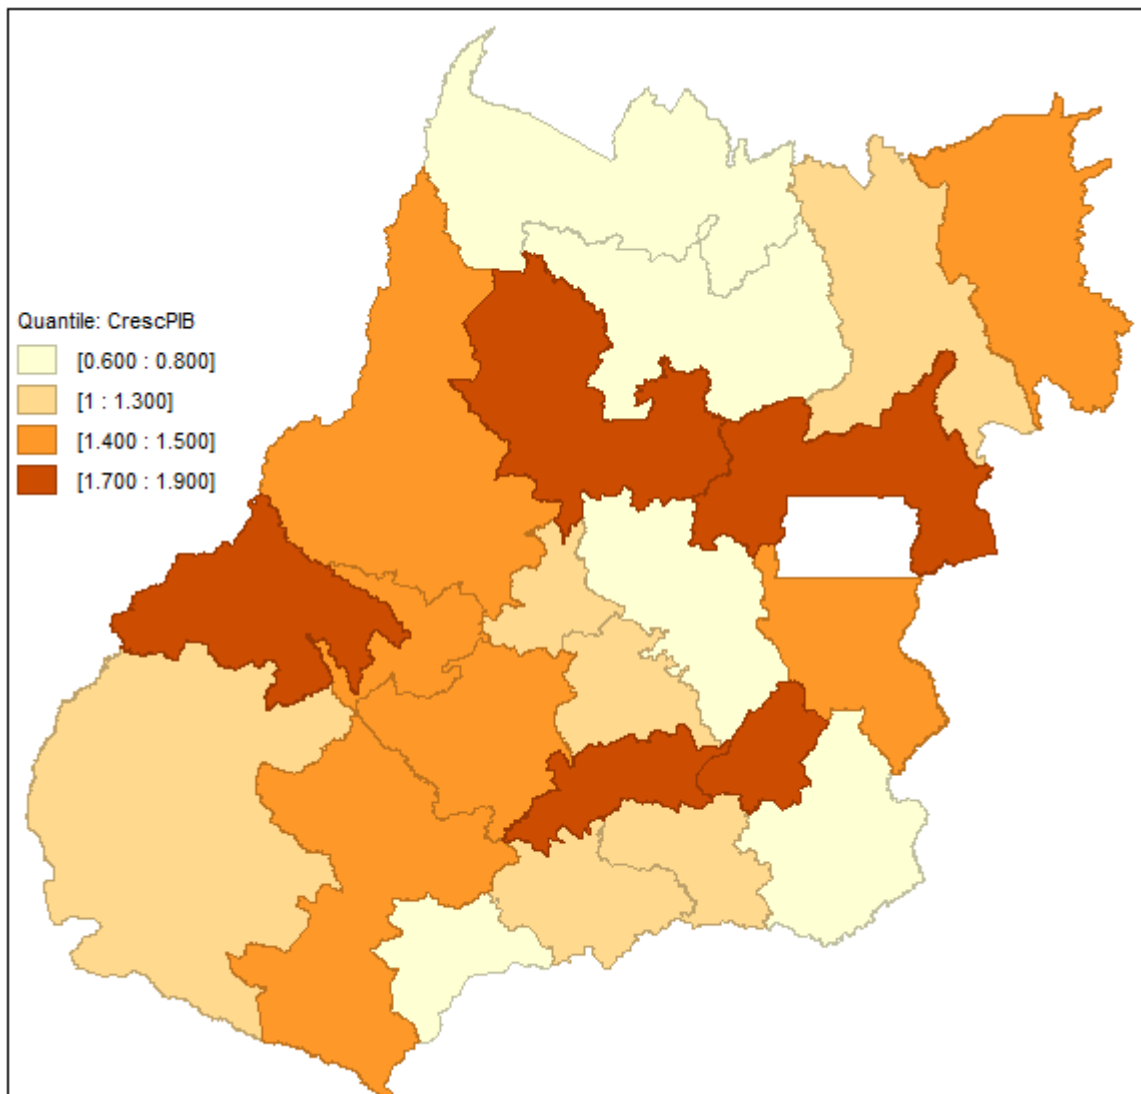 Quantile: CrescPIB
[0.600 : 0.800]
[1 : 1.300]
[1.400 : 1.500]
[1.700 : 1.900]